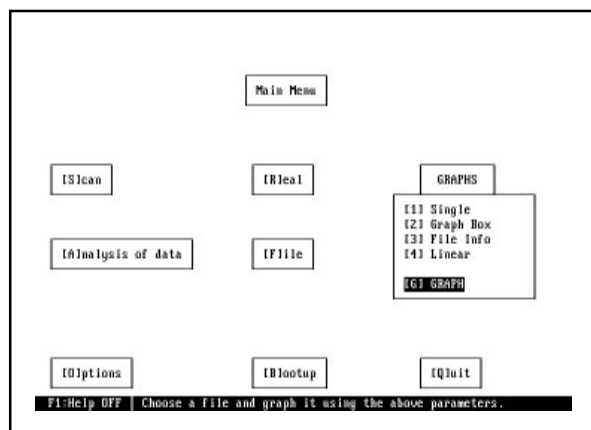 Main Menu
[S]can
[R]eal
GRAPHS
[1] Single
[2] Graph Box
[3] File Info
[4] Linear
[G] GRAPH
[A]nalysis of data
[F]ile
[O]ptions
[B]ootup
[Q]uit
F1:Help OFF | Choose a file and graph it using the above parameters.